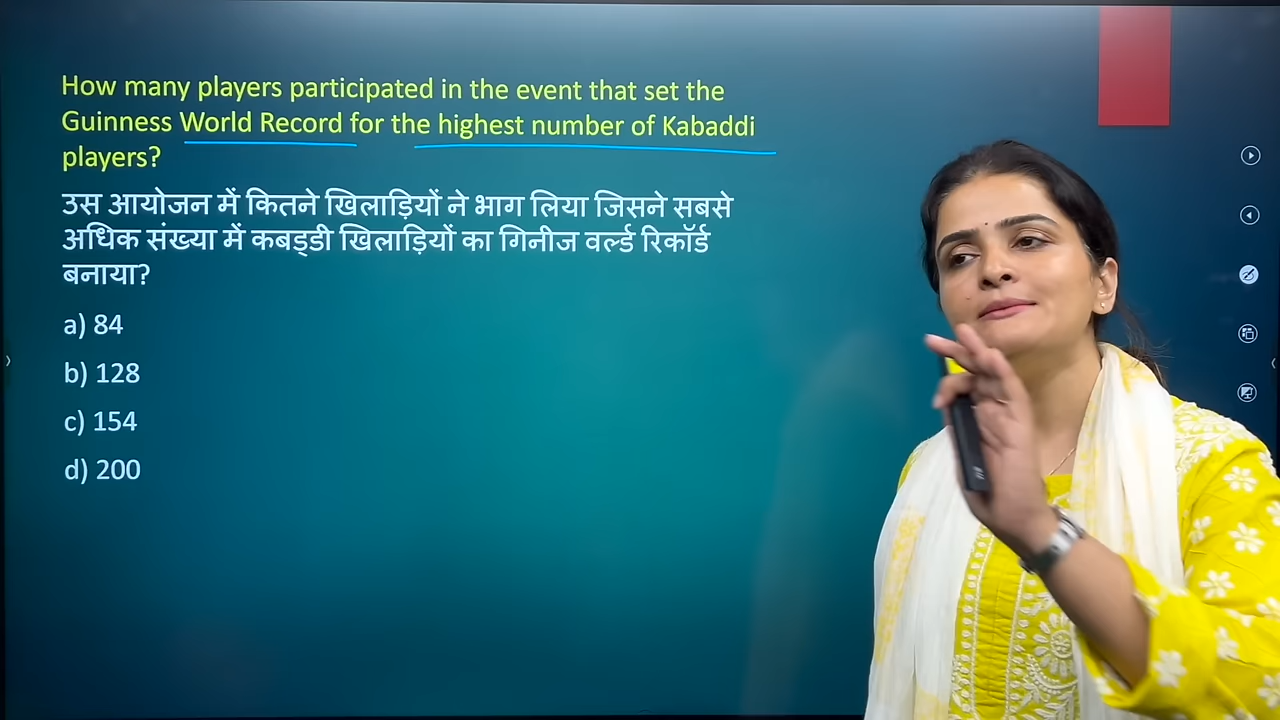 How many players participated in the event that set the
Guinness World Record for the highest number of Kabaddi
players?
उस आयोजन में कितने खिलाड़ियों ने भाग लिया जिसने सबसे
अधिक संख्या में कबड्डी खिलाड़ियों का गिनीज वर्ल्ड रिकॉर्ड
बनाया?
a) 84
b) 128
c) 154
d) 200